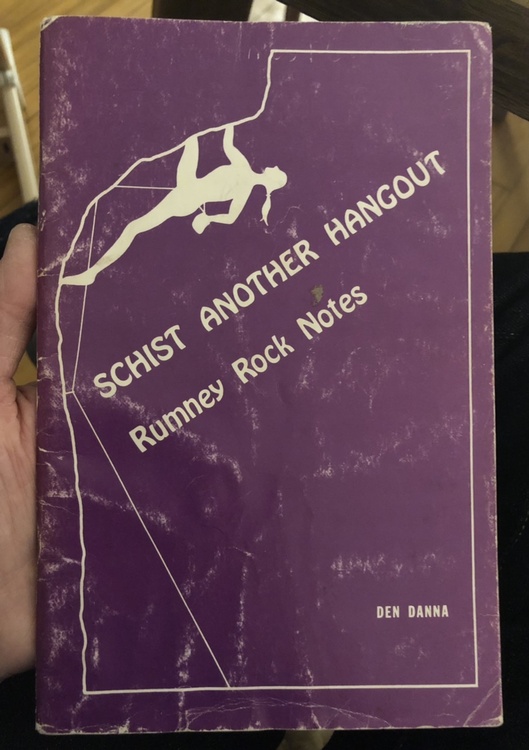 SCHIST ANOTHER HANGOUT
Rumney Rock Notes
DEN DANNA